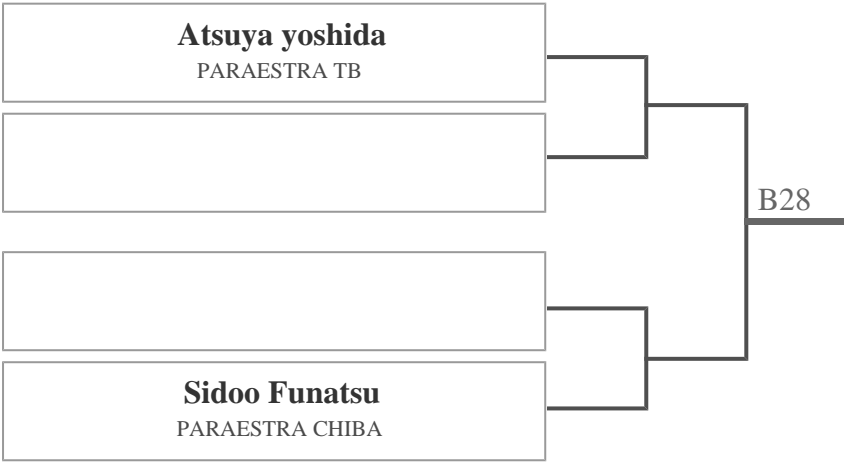 Atsuya yoshida
PARAESTRA TB
B28
Sidoo Funatsu
PARAESTRA CHIBA